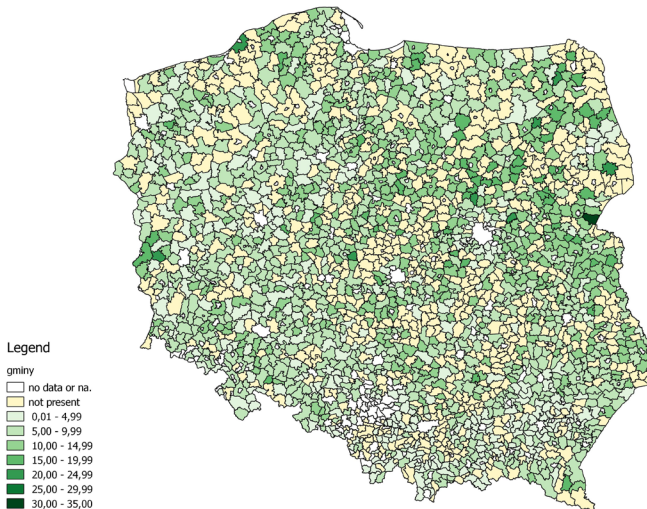 Legend
gminy
no data or na.
not present
0,01 - 4,99
5,00 - 9,99
10,00 - 14,99
15,00 - 19,99
20,00 - 24,99
25,00 - 29,99
30,00 - 35,00